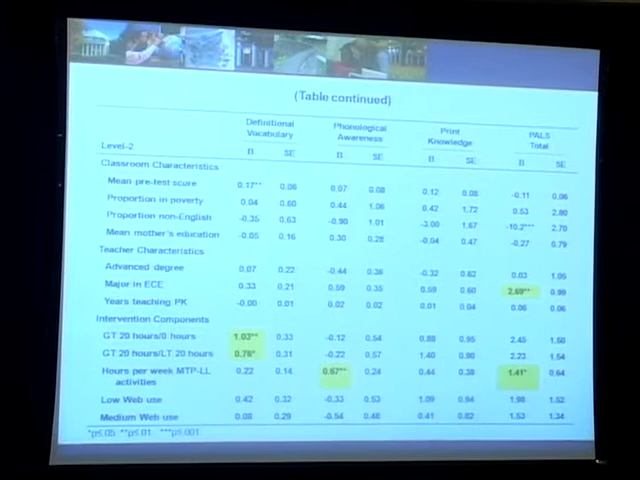 (Table continued)
Definitional Vocabulary Phonological Awareness Print Knowledge PALS Total
Level-2 B SE B SE B SE B SE
Classroom Characteristics
Mean pre-test score 0.17** 0.08 0.07 0.08 0.12 0.08 -0.11 0.06
Proportion in poverty 0.04 0.60 0.44 1.06 0.42 1.72 0.53 2.80
Proportion non-English -0.35 0.63 -0.90 1.01 -3.00 1.67 -10.2*** 2.70
Mean mother's education -0.05 0.16 0.30 0.28 -0.04 0.47 -0.27 0.79
Teacher Characteristics
Advanced degree 0.07 0.22 -0.44 0.36 -0.32 0.62 0.03 1.05
Major in ECE 0.33 0.21 0.59 0.35 0.59 0.60 2.69** 0.99
Years teaching PK -0.00 0.01 0.02 0.02 0.01 0.04 0.06 0.06
Intervention Components
GT 20 hours/0 hours 1.03** 0.33 -0.12 0.54 0.88 0.95 2.45 1.50
GT 20 hours/LT 20 hours 0.78* 0.31 -0.22 0.57 1.40 0.90 2.23 1.54
Hours per week MTP-LL activities 0.22 0.14 0.67** 0.24 0.44 0.38 1.41* 0.64
Low Web use 0.42 0.32 -0.33 0.53 1.09 0.94 1.98 1.52
Medium Web use 0.08 0.29 -0.54 0.48 0.41 0.82 1.53 1.34
*p≤.05 **p≤.01 ***p≤.001